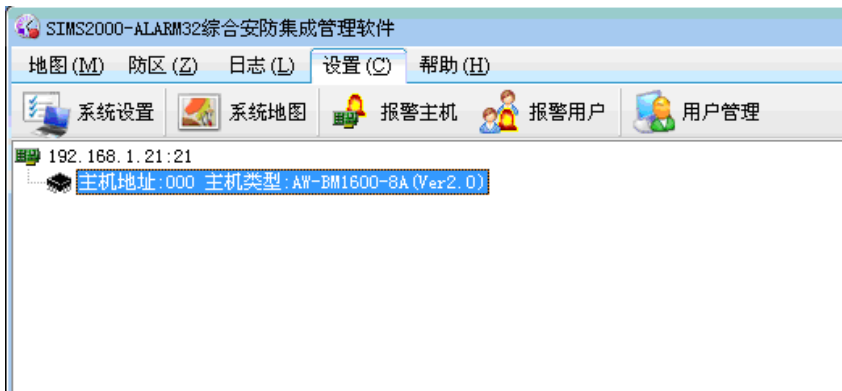 SIMS2000-ALARM32综合安防集成管理软件
地图(M) 防区(Z) 日志(L) 设置(C) 帮助(H)
系统设置 系统地图 报警主机 报警用户 用户管理
192.168.1.21:21
主机地址:000 主机类型:AW-BM1600-8A(Ver2.0)